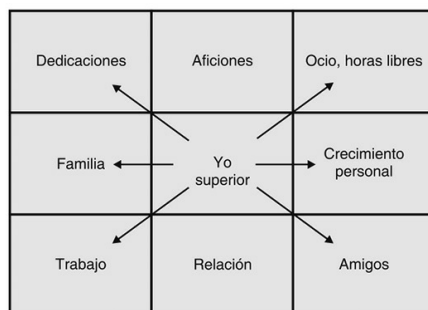 Dedicaciones
Aficiones
Ocio, horas libres
Familia
Yo
superior
Crecimiento
personal
Trabajo
Relación
Amigos